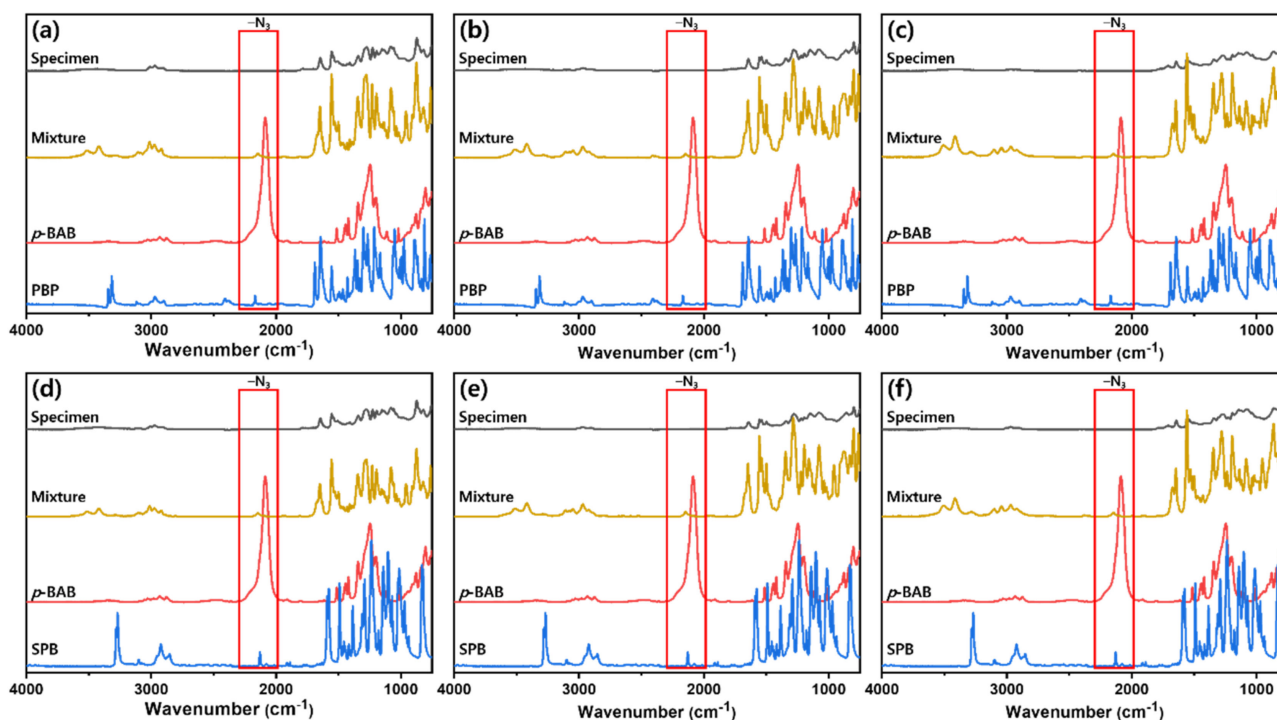 (a)
–N₃
Specimen
Mixture
p-BAB
PBP
4000 3000 2000 1000
Wavenumber (cm⁻¹)
(b)
–N₃
Specimen
Mixture
p-BAB
PBP
4000 3000 2000 1000
Wavenumber (cm⁻¹)
(c)
–N₃
Specimen
Mixture
p-BAB
PBP
4000 3000 2000 1000
Wavenumber (cm⁻¹)
(d)
–N₃
Specimen
Mixture
p-BAB
SPB
4000 3000 2000 1000
Wavenumber (cm⁻¹)
(e)
–N₃
Specimen
Mixture
p-BAB
SPB
4000 3000 2000 1000
Wavenumber (cm⁻¹)
(f)
–N₃
Specimen
Mixture
p-BAB
SPB
4000 3000 2000 1000
Wavenumber (cm⁻¹)